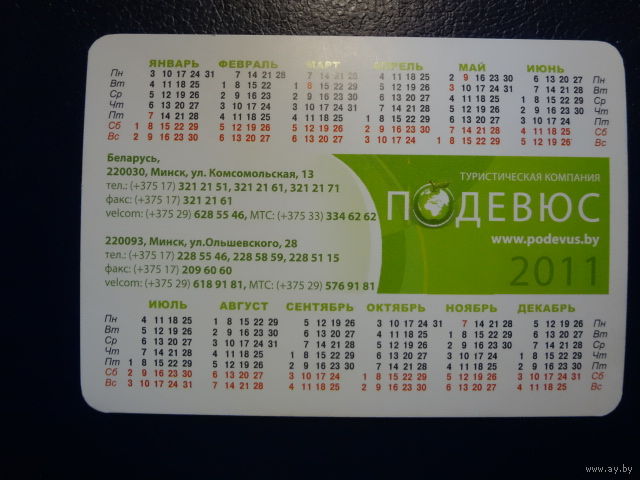 ЯНВАРЬ ФЕВРАЛЬ МАРТ АПРЕЛЬ МАЙ ИЮНЬ
Пн 3 10 17 24 31 7 14 21 28 7 14 21 28 4 11 18 25 2 9 16 23 30 6 13 20 27 Пн
Вт 4 11 18 25 1 8 15 22 1 8 15 22 29 5 12 19 26 3 10 17 24 31 7 14 21 28 Вт
Ср 5 12 19 26 2 9 16 23 2 9 16 23 30 6 13 20 27 4 11 18 25 1 8 15 22 29 Ср
Чт 6 13 20 27 3 10 17 24 3 10 17 24 31 7 14 21 28 5 12 19 26 2 9 16 23 30 Чт
Пт 7 14 21 28 4 11 18 25 4 11 18 25 1 8 15 22 29 6 13 20 27 3 10 17 24 Пт
Сб 1 8 15 22 29 5 12 19 26 5 12 19 26 2 9 16 23 30 7 14 21 28 4 11 18 25 Сб
Вс 2 9 16 23 30 6 13 20 27 6 13 20 27 3 10 17 24 1 8 15 22 29 5 12 19 26 Вс
Беларусь,
220030, Минск, ул. Комсомольская, 13
тел.: (+375 17) 321 21 51, 321 21 61, 321 21 71
факс: (+375 17) 321 21 61
velcom: (+375 29) 628 55 46, МТС: (+375 33) 334 62 62
220093, Минск, ул.Ольшевского, 28
тел.: (+375 17) 228 55 46, 228 58 59, 228 51 15
факс: (+375 17) 209 60 60
velcom: (+375 29) 618 91 81, МТС: (+375 29) 576 91 81
ТУРИСТИЧЕСКАЯ КОМПАНИЯ
ПОДЕВЮС
www.podevus.by
2011
ИЮЛЬ АВГУСТ СЕНТЯБРЬ ОКТЯБРЬ НОЯБРЬ ДЕКАБРЬ
Пн 4 11 18 25 1 8 15 22 29 5 12 19 26 3 10 17 24 31 7 14 21 28 5 12 19 26 Пн
Вт 5 12 19 26 2 9 16 23 30 6 13 20 27 4 11 18 25 1 8 15 22 29 6 13 20 27 Вт
Ср 6 13 20 27 3 10 17 24 31 7 14 21 28 5 12 19 26 2 9 16 23 30 7 14 21 28 Ср
Чт 7 14 21 28 4 11 18 25 1 8 15 22 29 6 13 20 27 3 10 17 24 1 8 15 22 29 Чт
Пт 1 8 15 22 29 5 12 19 26 2 9 16 23 30 7 14 21 28 4 11 18 25 2 9 16 23 30 Пт
Сб 2 9 16 23 30 6 13 20 27 3 10 17 24 1 8 15 22 29 5 12 19 26 3 10 17 24 31 Сб
Вс 3 10 17 24 31 7 14 21 28 4 11 18 25 2 9 16 23 30 6 13 20 27 4 11 18 25 Вс
www.ay.by